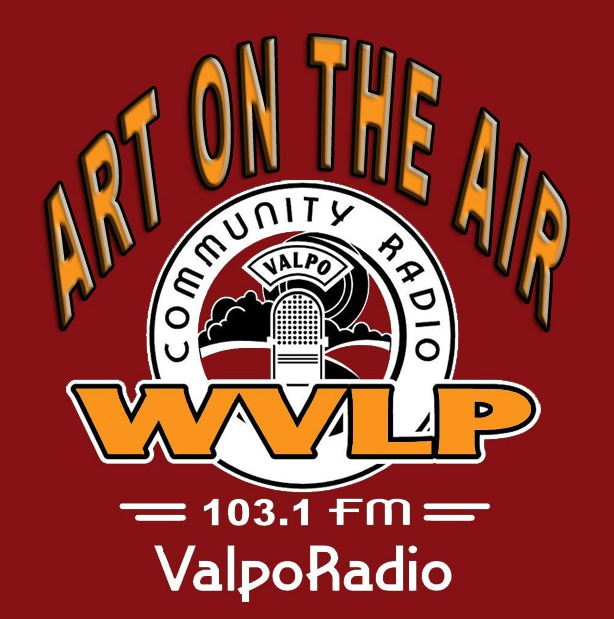 ART ON THE AIR
COMMUNITY RADIO
VALPO
WVLP
103.1 FM
ValpoRadio